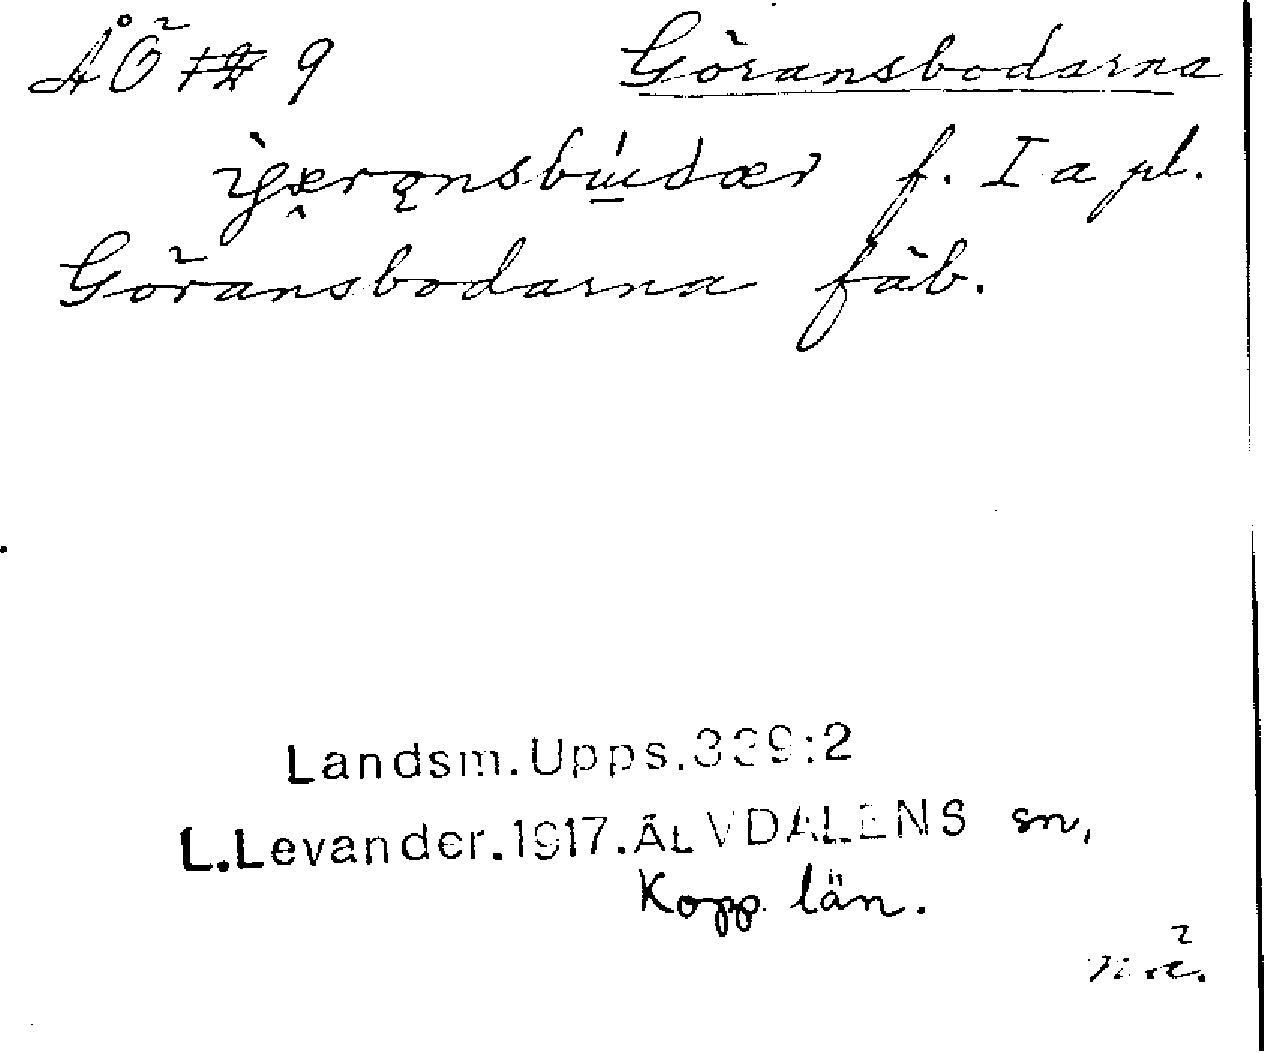 ÅÖ 9 Göransbodarna
f. I a pl.
Göransbodarna fäb.
Landsm.Upps.339:2
L.Levander.1917.ÄLVDALENS sn,
Kopp. län.